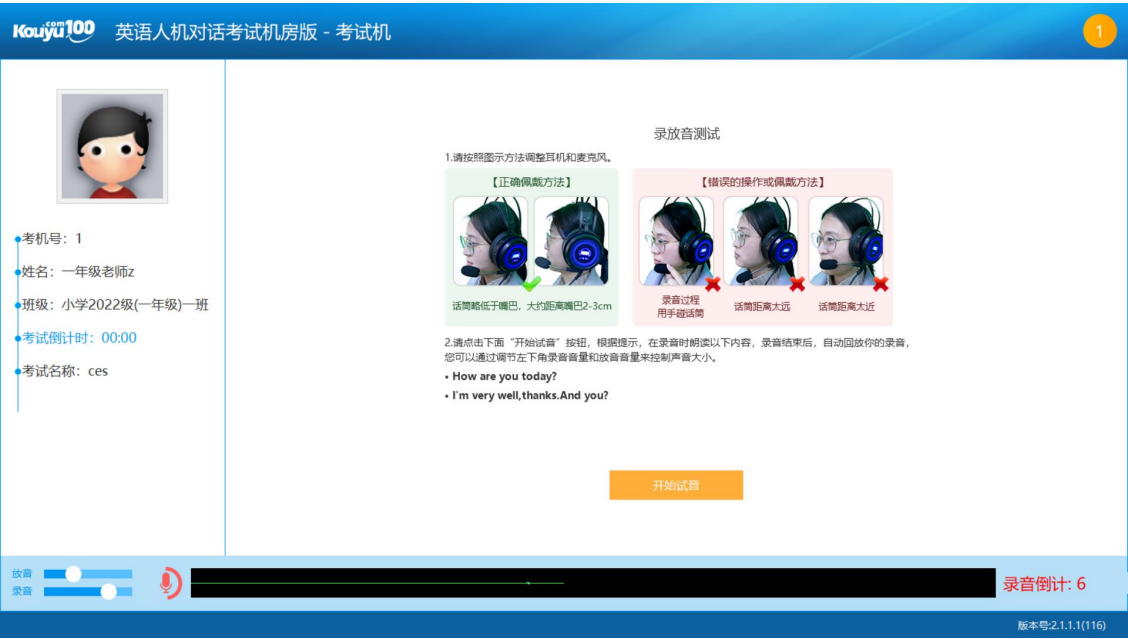 Kouyu.com100
英语人机对话考试机房版 - 考试机
1
考机号：1
姓名：一年级老师z
班级：小学2022级(一年级)一班
考试倒计时：00:00
考试名称：ces
录放音测试
1.请按照图示方法调整耳机和麦克风。
【正确佩戴方法】
话筒略低于嘴巴，大约距离嘴巴2-3cm
【错误的操作或佩戴方法】
录音过程
用手碰话筒
话筒距离太远
话筒距离太近
2.请点击下面“开始试音”按钮，根据提示，在录音时朗读以下内容，录音结束后，自动回放你的录音，
您可以通过调节左下角录音音量和放音音量来控制声音大小。
• How are you today?
• I'm very well,thanks.And you?
开始试音
放音
录音
录音倒计: 6
版本号:2.1.1.1(116)